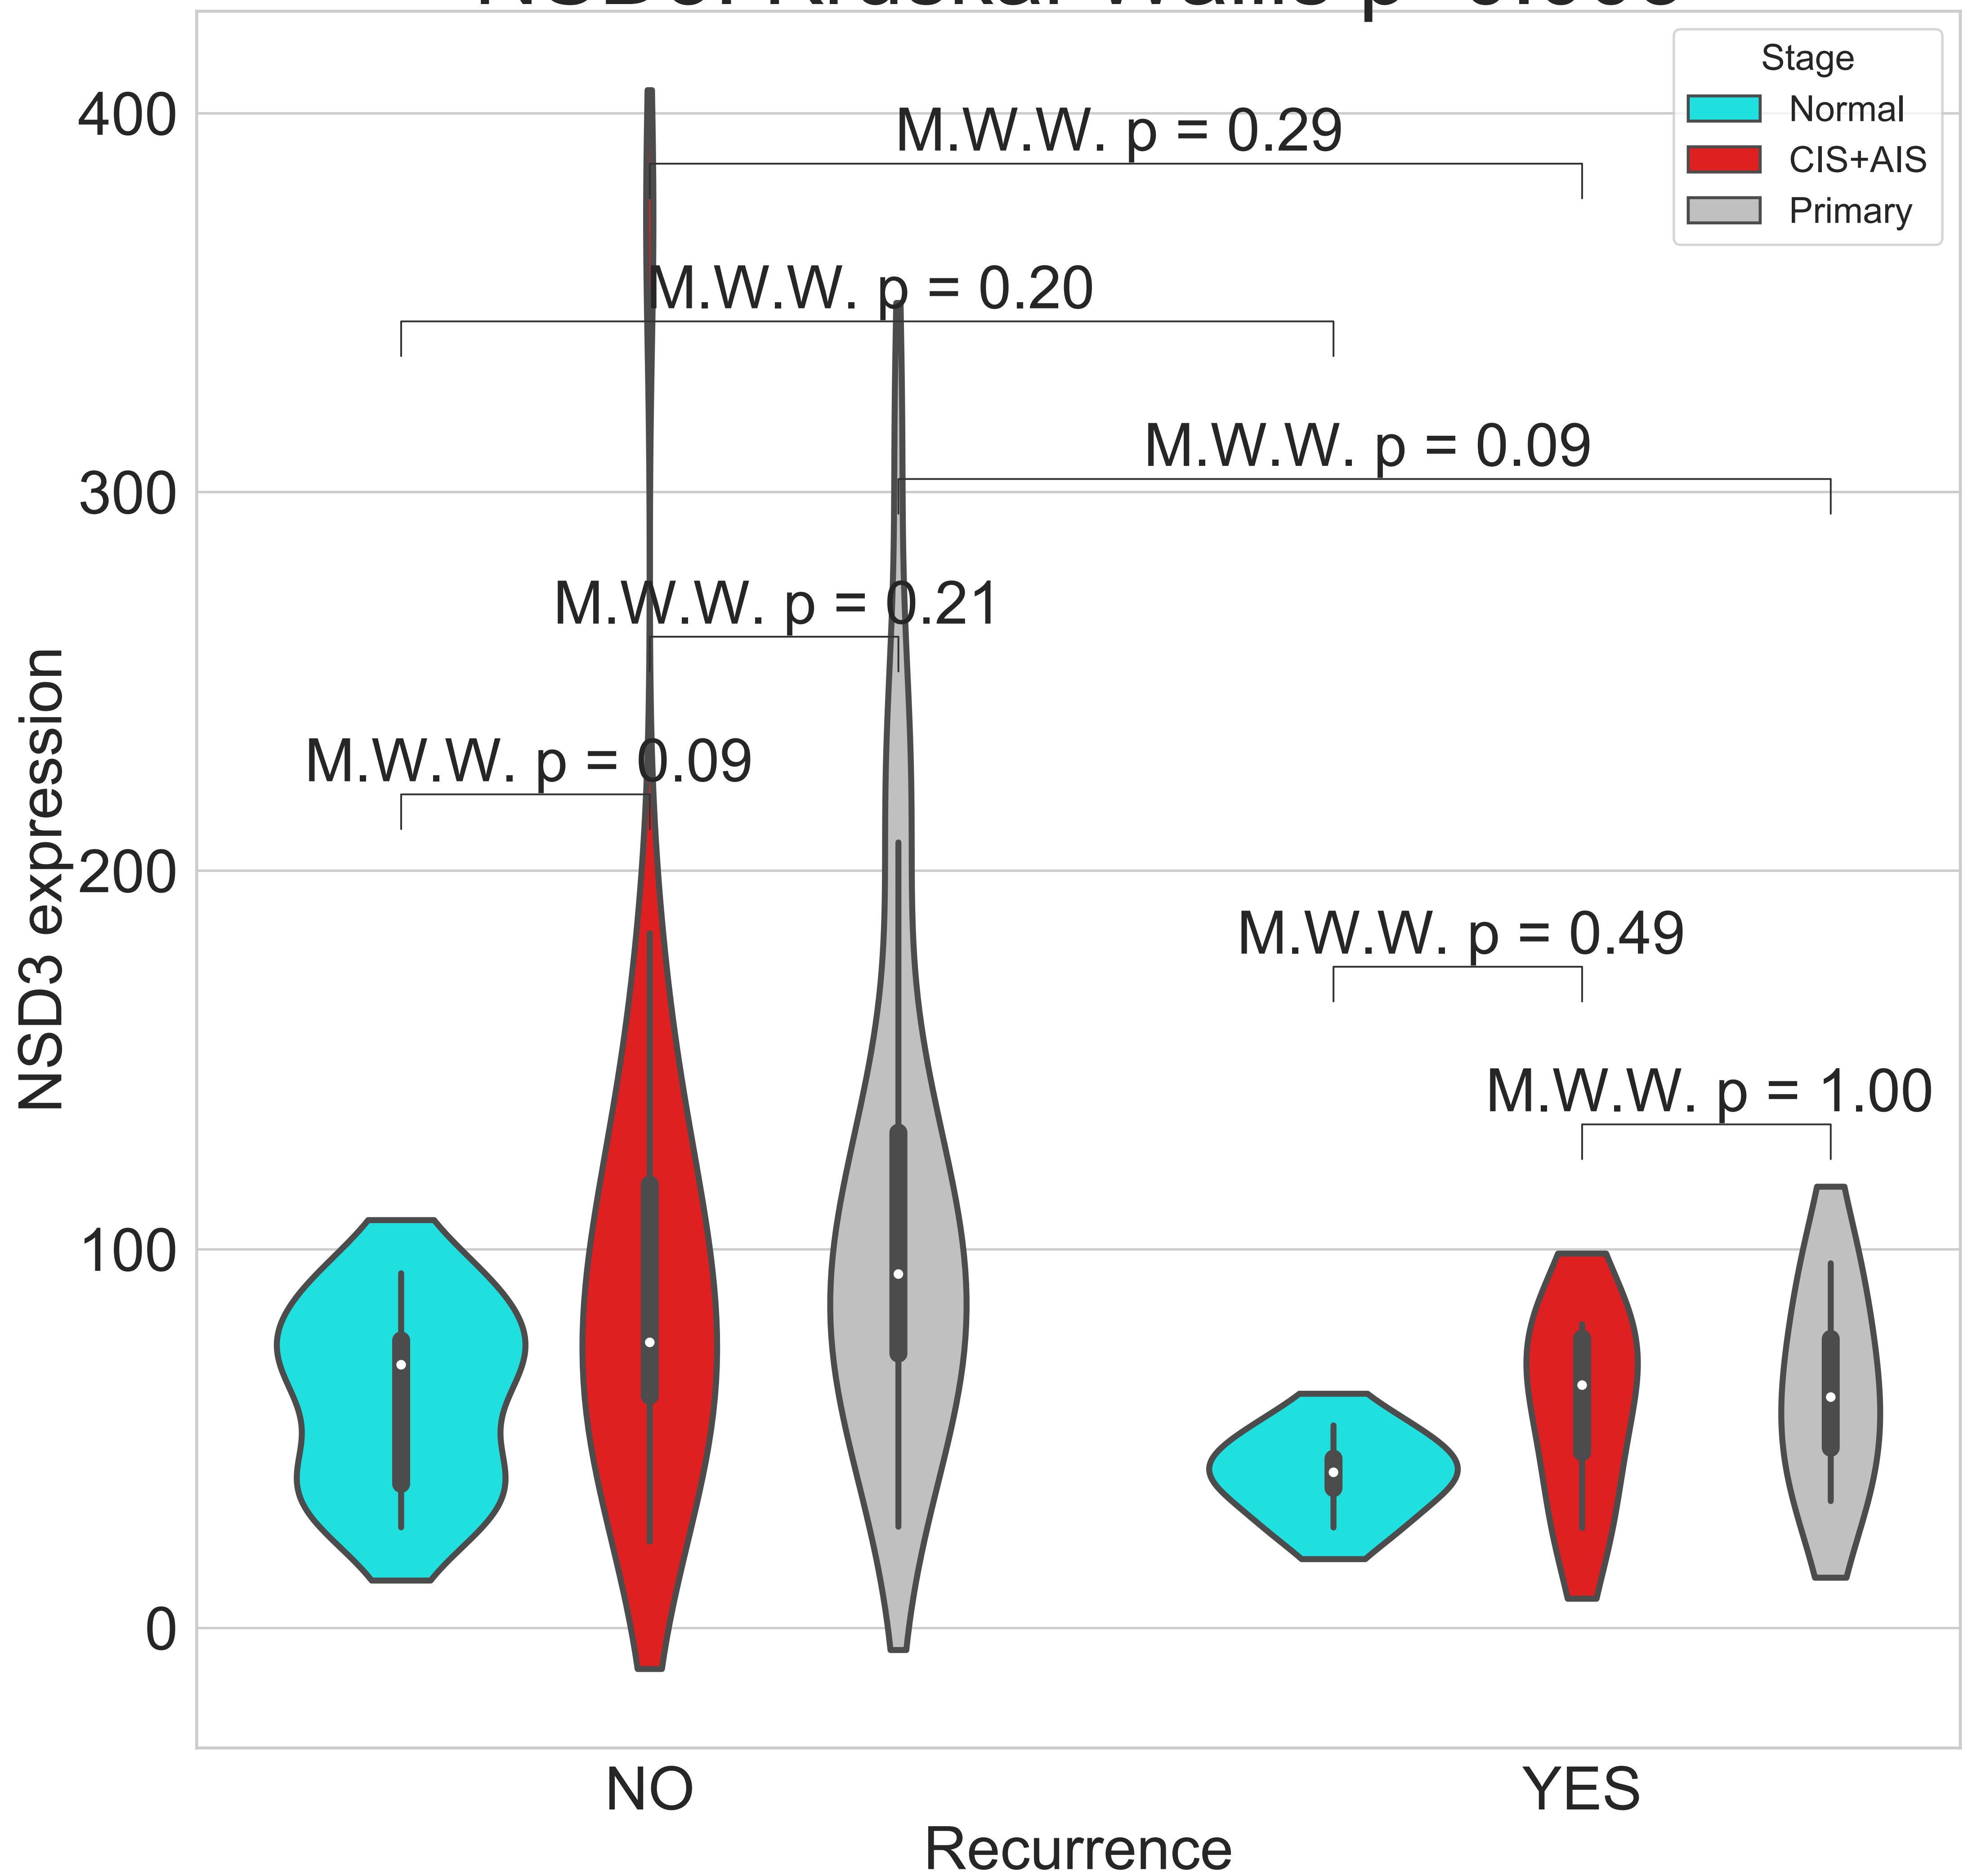 400
300
200
100
0
NSD3 expression
Stage
Normal
CIS+AIS
Primary
M.W.W. p = 0.29
M.W.W. p = 0.20
M.W.W. p = 0.09
M.W.W. p = 0.21
M.W.W. p = 0.09
M.W.W. p = 0.49
M.W.W. p = 1.00
NO
YES
Recurrence